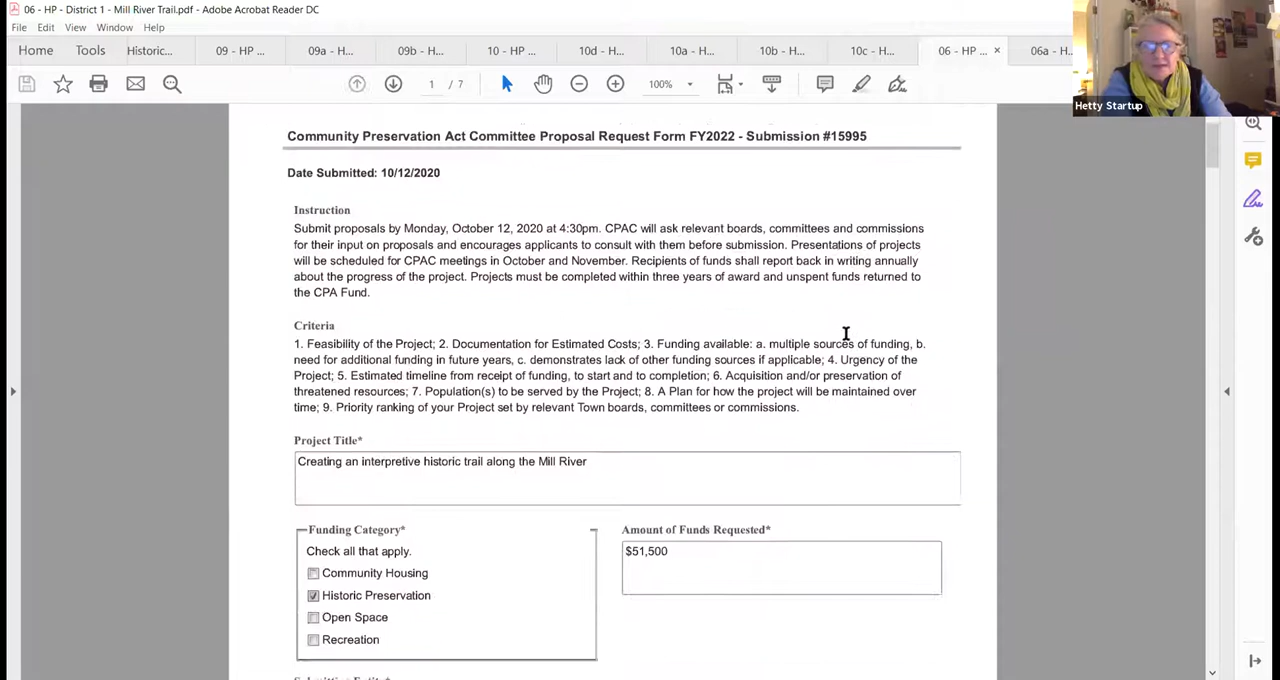 06 - HP - District 1 - Mill River Trail.pdf - Adobe Acrobat Reader DC
File Edit View Window Help
Home Tools Historic... 09 - HP ... 09a - H... 09b - H... 10 - HP ... 10d - H... 10a - H... 10b - H... 10c - H... 06 - HP ... × 06a - H...
1 / 7 100%
Hetty Startup
Community Preservation Act Committee Proposal Request Form FY2022 - Submission #15995
Date Submitted: 10/12/2020
Instruction
Submit proposals by Monday, October 12, 2020 at 4:30pm. CPAC will ask relevant boards, committees and commissions
for their input on proposals and encourages applicants to consult with them before submission. Presentations of projects
will be scheduled for CPAC meetings in October and November. Recipients of funds shall report back in writing annually
about the progress of the project. Projects must be completed within three years of award and unspent funds returned to
the CPA Fund.
Criteria
1. Feasibility of the Project; 2. Documentation for Estimated Costs; 3. Funding available: a. multiple sources of funding, b.
need for additional funding in future years, c. demonstrates lack of other funding sources if applicable; 4. Urgency of the
Project; 5. Estimated timeline from receipt of funding, to start and to completion; 6. Acquisition and/or preservation of
threatened resources; 7. Population(s) to be served by the Project; 8. A Plan for how the project will be maintained over
time; 9. Priority ranking of your Project set by relevant Town boards, committees or commissions.
Project Title*
Creating an interpretive historic trail along the Mill River
Funding Category*
Check all that apply.
Community Housing
Historic Preservation
Open Space
Recreation
Amount of Funds Requested*
$51,500